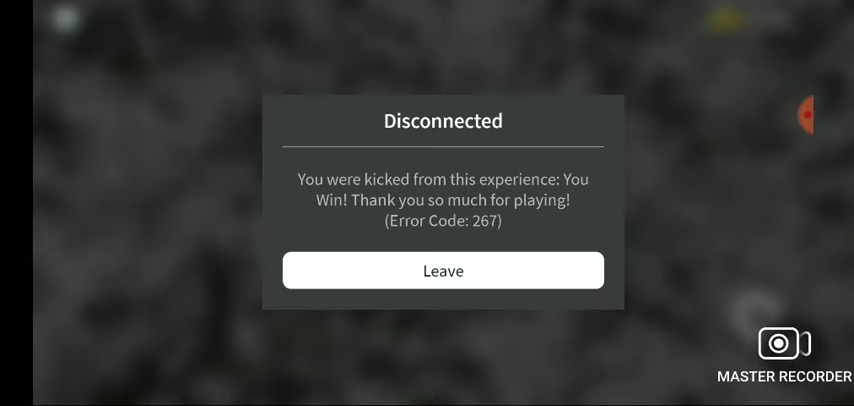 Disconnected
You were kicked from this experience: You
Win! Thank you so much for playing!
(Error Code: 267)
Leave
MASTER RECORDER